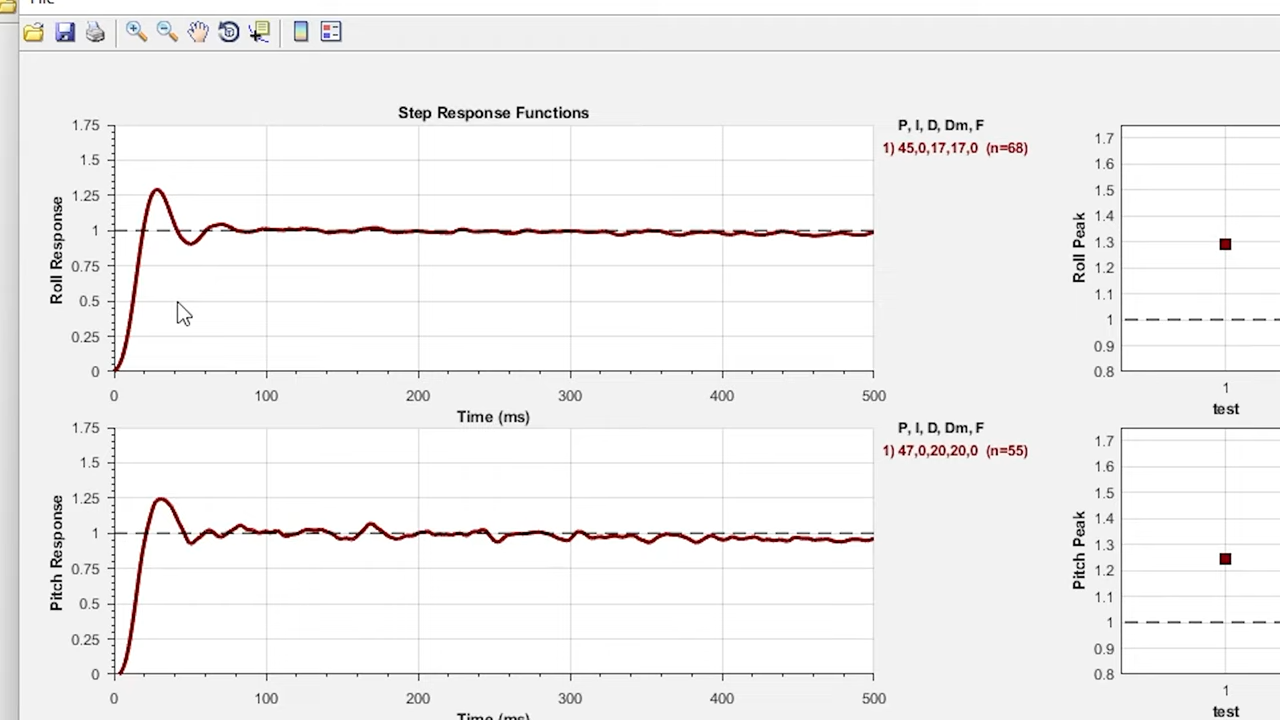 File
Step Response Functions
Roll Response
1.75
1.5
1.25
1
0.75
0.5
0.25
0
0 100 200 300 400 500
Time (ms)
P, I, D, Dm, F
1) 45,0,17,17,0 (n=68)
Roll Peak
1.7
1.6
1.5
1.4
1.3
1.2
1.1
1
0.9
0.8
1
test
Pitch Response
1.75
1.5
1.25
1
0.75
0.5
0.25
0
0 100 200 300 400 500
Time (ms)
P, I, D, Dm, F
1) 47,0,20,20,0 (n=55)
Pitch Peak
1.7
1.6
1.5
1.4
1.3
1.2
1.1
1
0.9
0.8
1
test